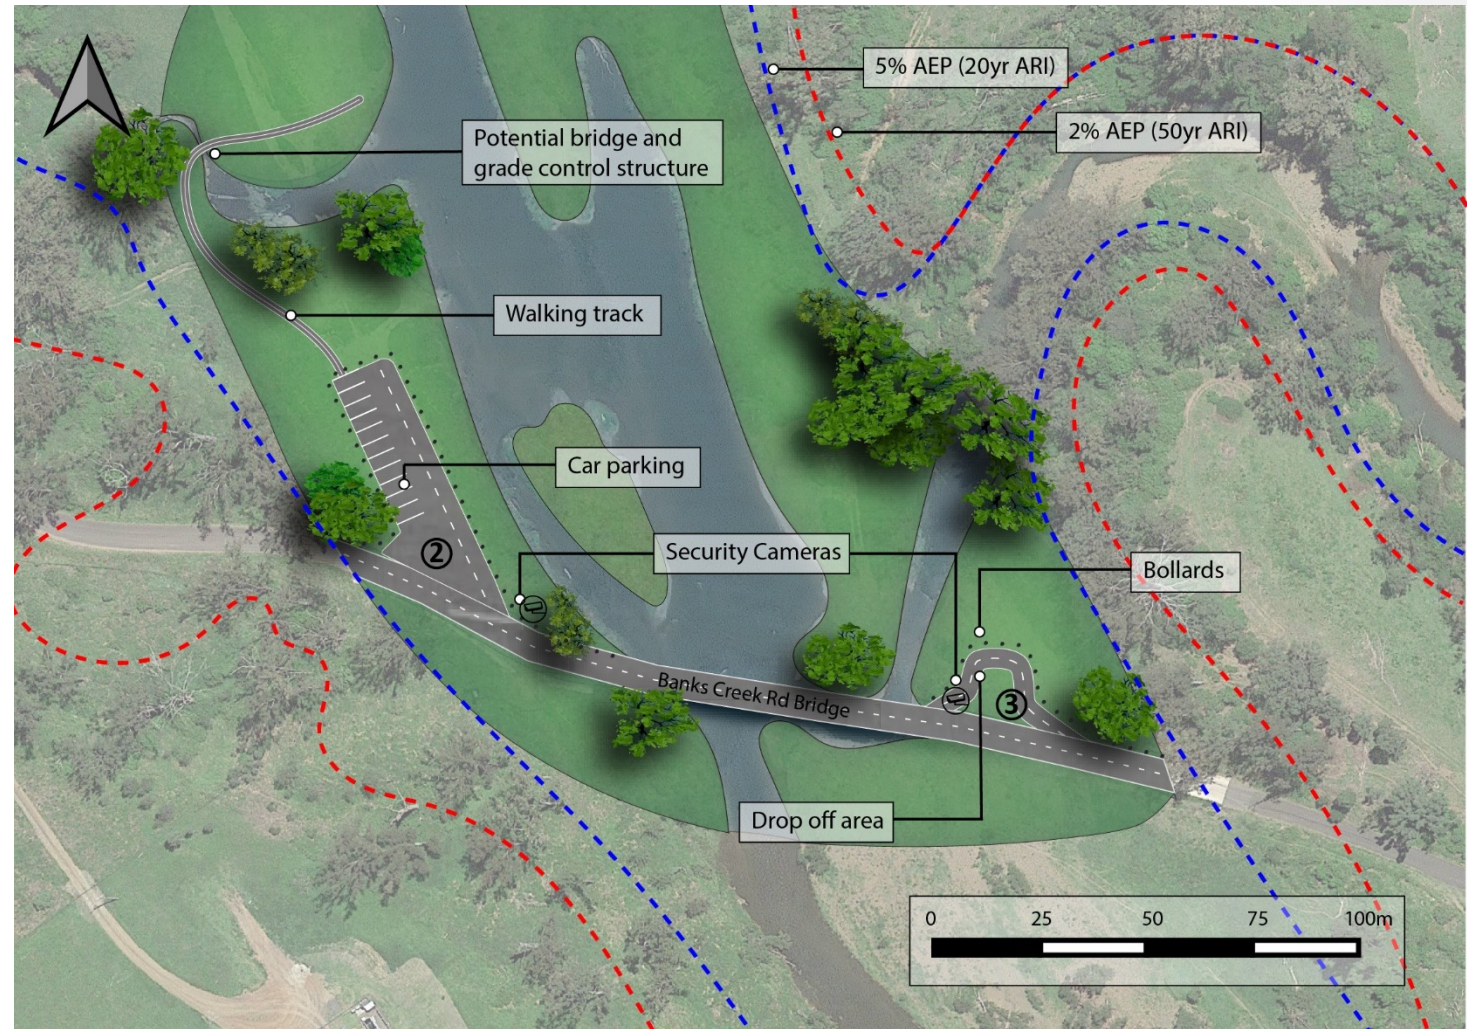 5% AEP (20yr ARI)
2% AEP (50yr ARI)
Potential bridge and
grade control structure
Walking track
Car parking
Security Cameras
②
Bollards
Banks Creek Rd Bridge
③
Drop off area
0 25 50 75 100m